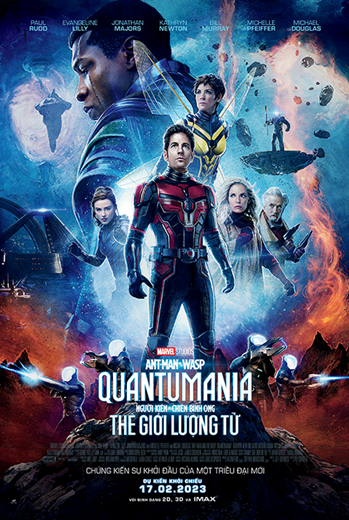 PAUL RUDD
EVANGELINE LILLY
JONATHAN MAJORS
KATHRYN NEWTON
BILL MURRAY
MICHELLE PFEIFFER
MICHAEL DOUGLAS
MARVEL STUDIOS
ANT-MAN AND THE WASP
QUANTUMANIA
NGƯỜI KIẾN VÀ CHIẾN BINH ONG
THẾ GIỚI LƯỢNG TỬ
CHỨNG KIẾN SỰ KHỞI ĐẦU CỦA MỘT TRIỀU ĐẠI MỚI
DỰ KIẾN KHỞI CHIẾU
17.02.2023
VỚI ĐỊNH DẠNG 2D, 3D VÀ IMAX